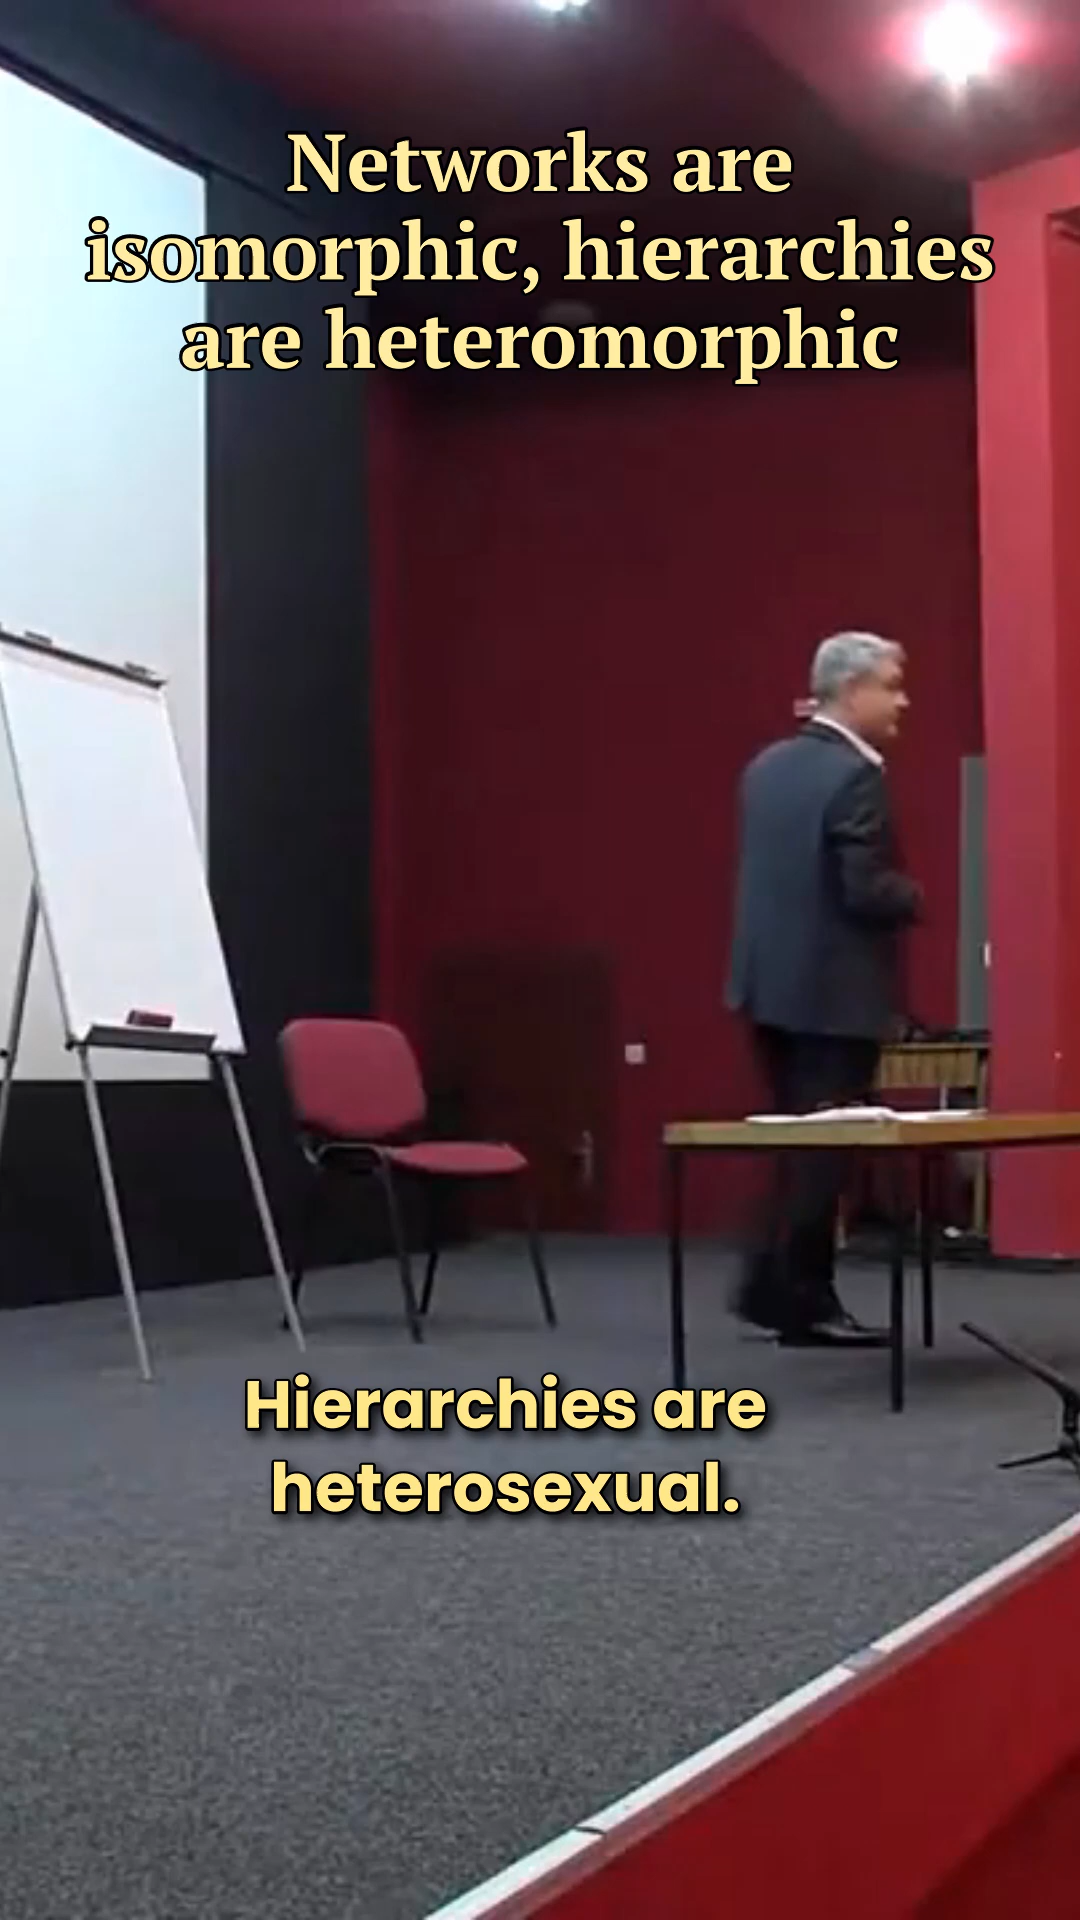 Networks are
isomorphic, hierarchies
are heteromorphic
Hierarchies are
heterosexual.